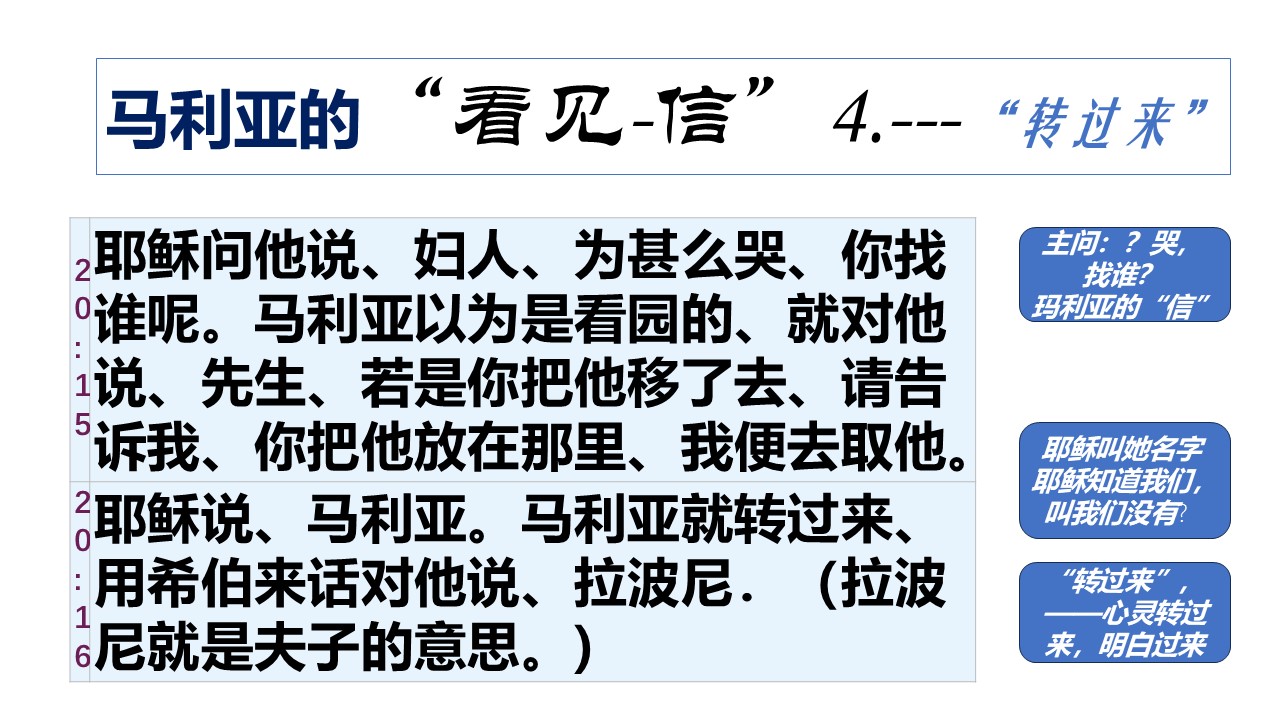 马利亚的“看见-信” 4.---“转过来”
20:15
耶稣问他说、妇人、为甚么哭、你找
谁呢。马利亚以为是看园的、就对他
说、先生、若是你把他移了去、请告
诉我、你把他放在那里、我便去取他。
20:16
耶稣说、马利亚。马利亚就转过来、
用希伯来话对他说、拉波尼．（拉波
尼就是夫子的意思。）
主问：？哭，
找谁？
玛利亚的“信”
耶稣叫她名字
耶稣知道我们，
叫我们没有?
“转过来”，
——心灵转过
来，明白过来